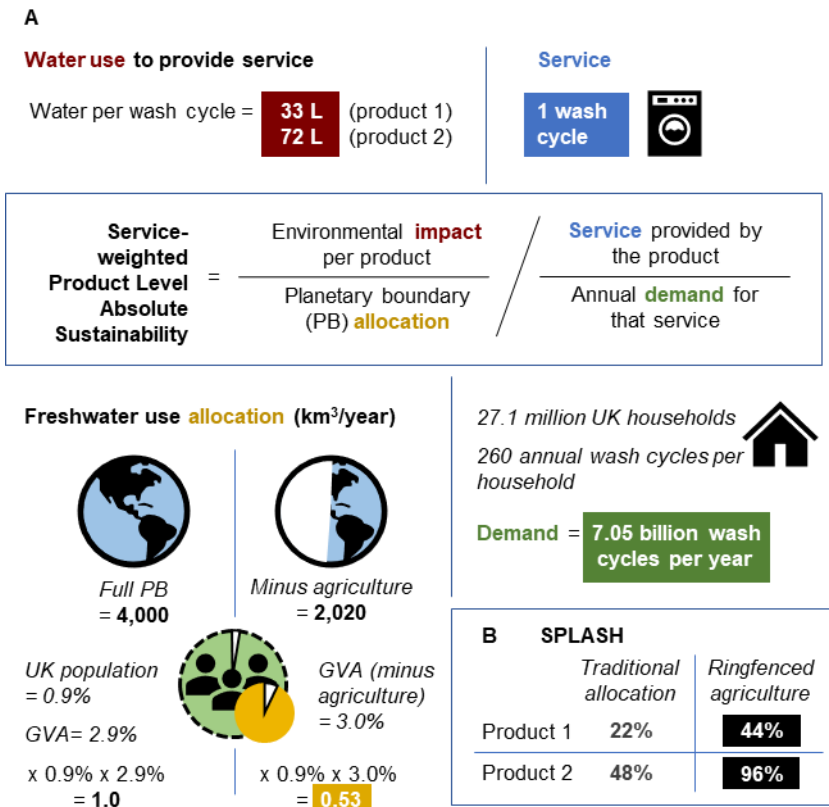 A
Water use to provide service
Service
Water per wash cycle = 33 L (product 1)
72 L (product 2)
1 wash
cycle
Service-
weighted
Product Level
Absolute
Sustainability
=
Environmental impact
per product
Planetary boundary
(PB) allocation
Service provided by
the product
Annual demand for
that service
Freshwater use allocation (km³/year)
Full PB
= 4,000
Minus agriculture
= 2,020
UK population
= 0.9%
GVA= 2.9%
GVA (minus
agriculture)
= 3.0%
x 0.9% x 2.9%
= 1.0
x 0.9% x 3.0%
= 0.53
27.1 million UK households
260 annual wash cycles per
household
Demand = 7.05 billion wash
cycles per year
B SPLASH
Traditional
allocation
Ringfenced
agriculture
Product 1 22% 44%
Product 2 48% 96%